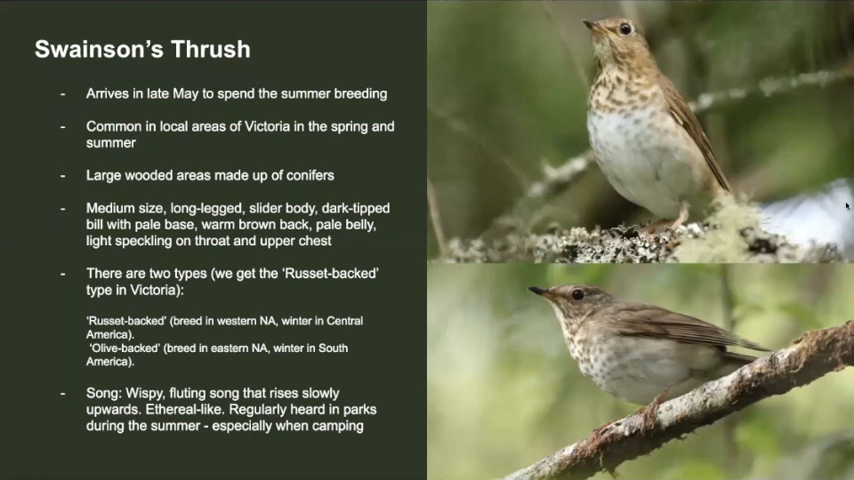 Swainson's Thrush
- Arrives in late May to spend the summer breeding
- Common in local areas of Victoria in the spring and
summer
- Large wooded areas made up of conifers
- Medium size, long-legged, slider body, dark-tipped
bill with pale base, warm brown back, pale belly,
light speckling on throat and upper chest
- There are two types (we get the 'Russet-backed'
type in Victoria):
'Russet-backed' (breed in western NA, winter in Central
America).
'Olive-backed' (breed in eastern NA, winter in South
America).
- Song: Wispy, fluting song that rises slowly
upwards. Ethereal-like. Regularly heard in parks
during the summer - especially when camping